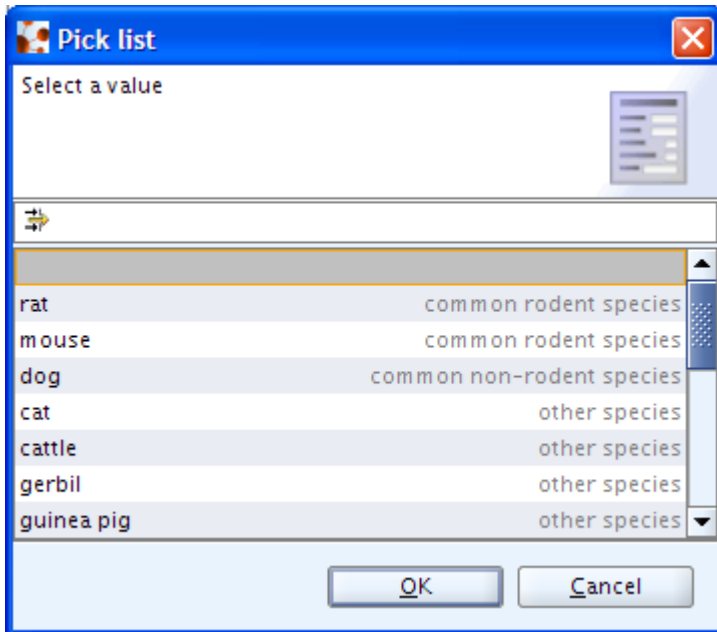 Pick list
Select a value
rat common rodent species
mouse common rodent species
dog common non-rodent species
cat other species
cattle other species
gerbil other species
guinea pig other species
OK Cancel